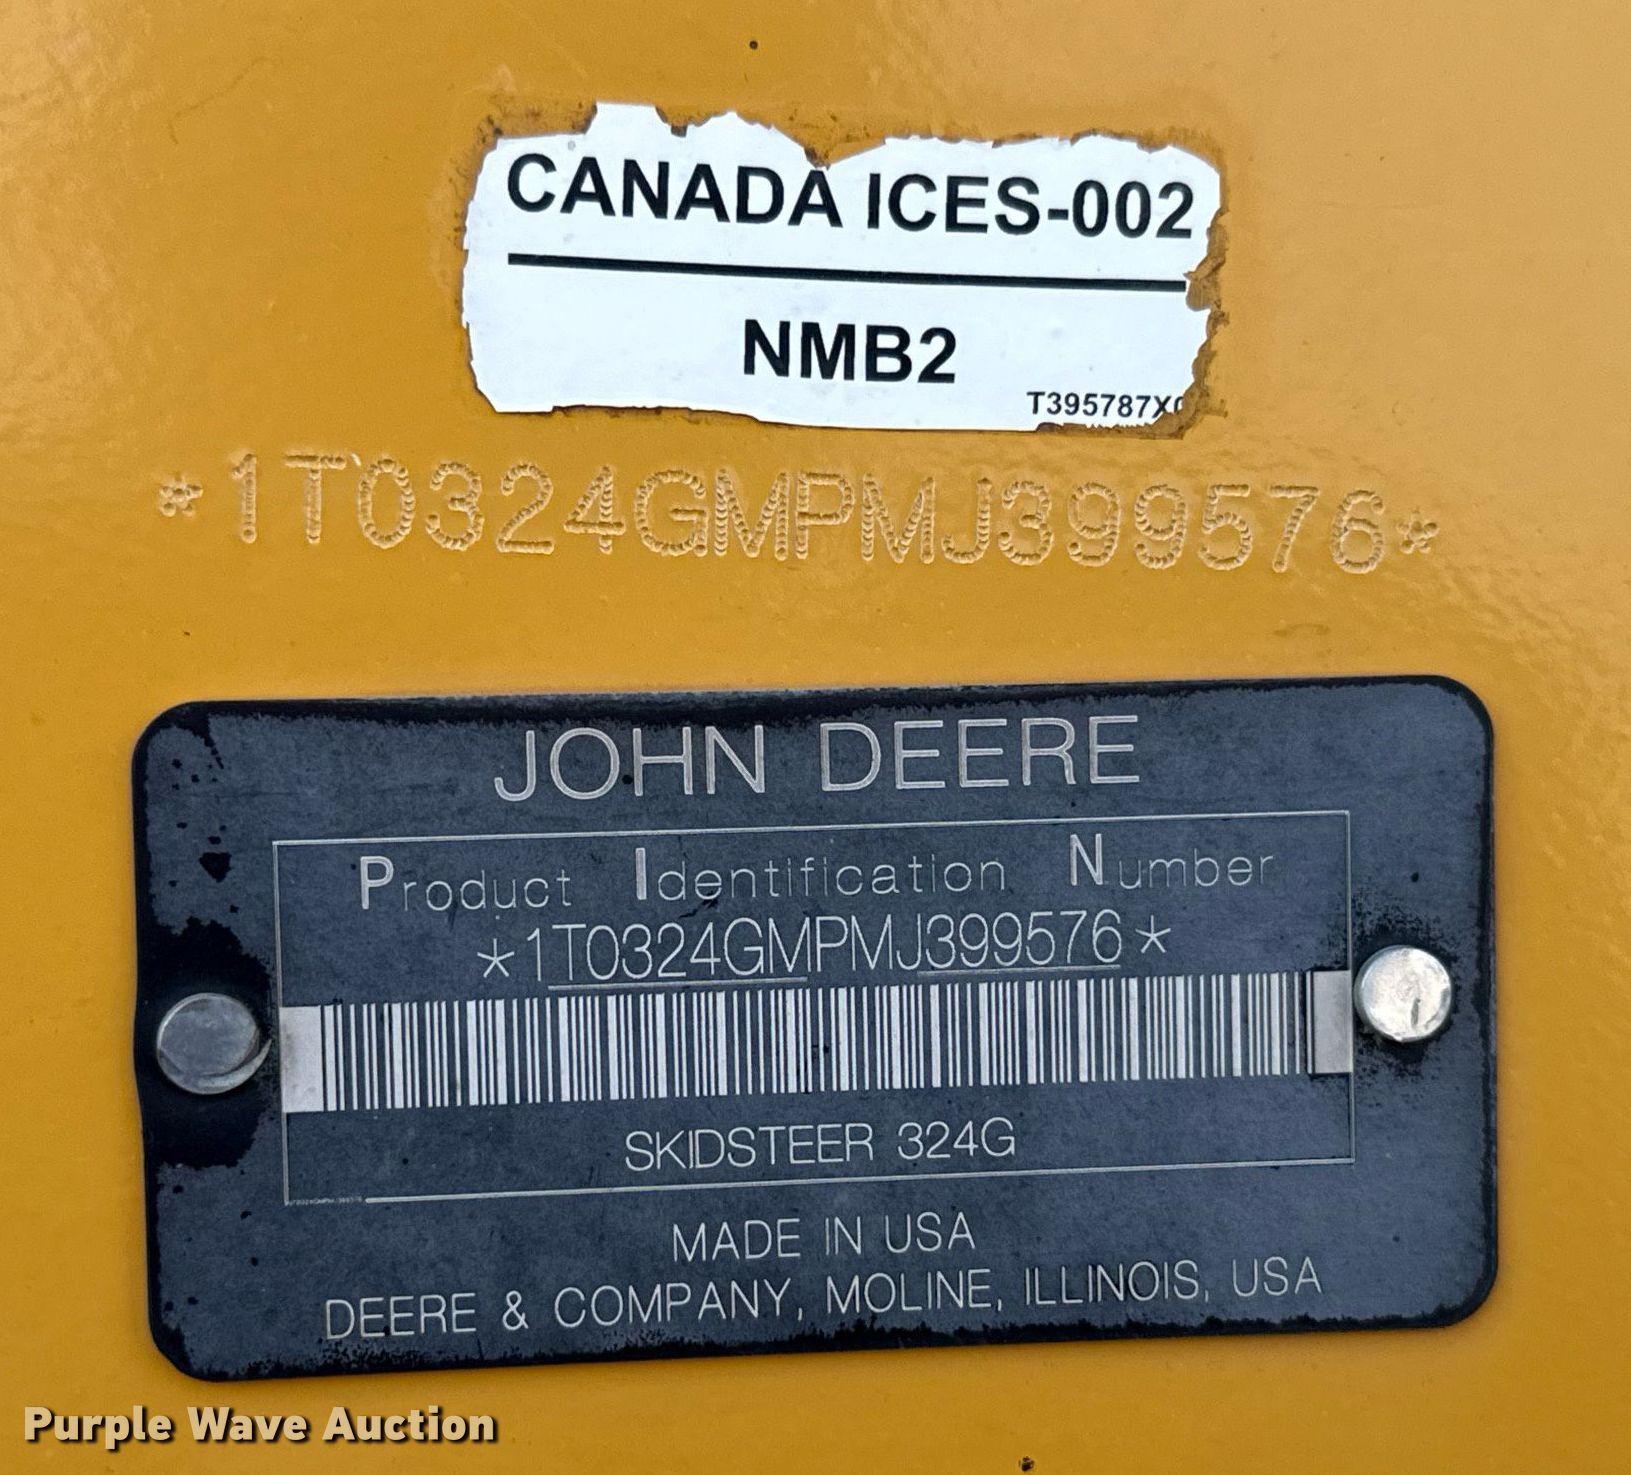 CANADA ICES-002
NMB2
T395787X
*1T0324GMPMJ399576*
JOHN DEERE
Product Identification Number
*1T0324GMPMJ399576*
SKIDSTEER 324G
MADE IN USA
DEERE & COMPANY, MOLINE, ILLINOIS, USA
Purple Wave Auction